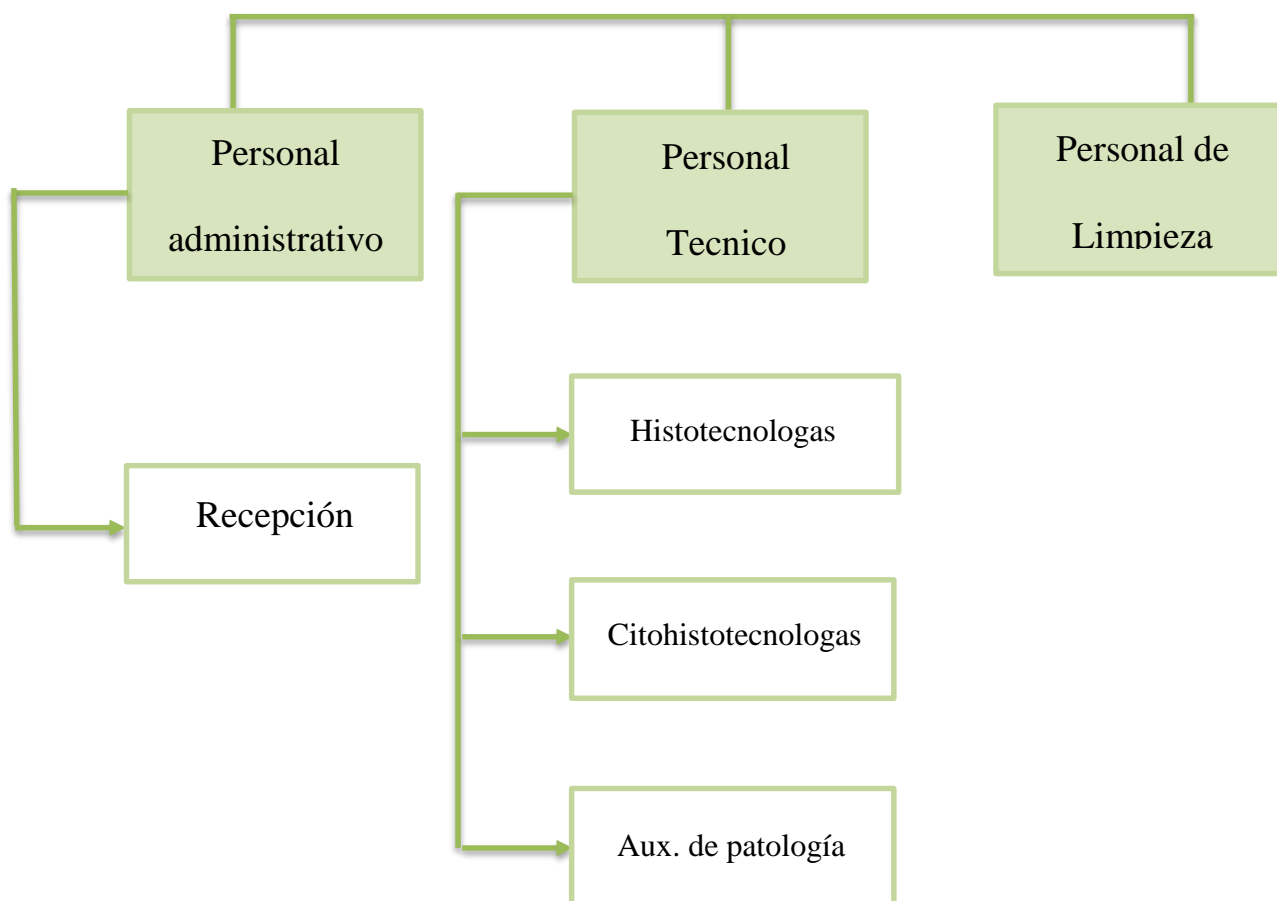 Personal
administrativo
Personal
Tecnico
Personal de
Limpieza
Histotecnologas
Recepción
Citohistotecnologas
Aux. de patología